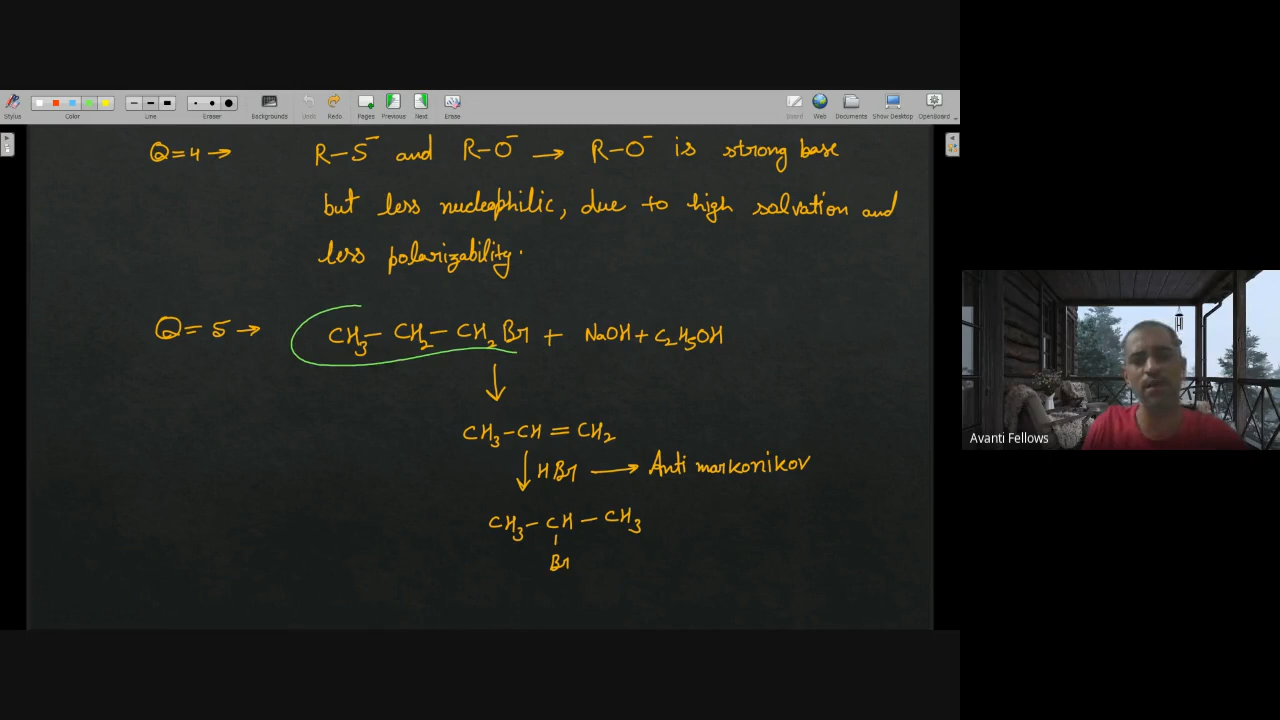 Stylus
Color
Line
Eraser
Backgrounds
Undo
Redo
Pages
Previous
Next
Erase
Board
Web
Documents
Show Desktop
OpenBoard
Q=4 → R–S⁻ and R–O⁻ → R–O⁻ is strong base
but less nucleophilic, due to high salvation and
less polarizability.
Q=5 → CH₃–CH₂–CH₂Br + NaOH + C₂H₅OH
↓
CH₃–CH=CH₂
↓ HBr → Anti markonikov
CH₃–CH–CH₃
Br
Avanti Fellows